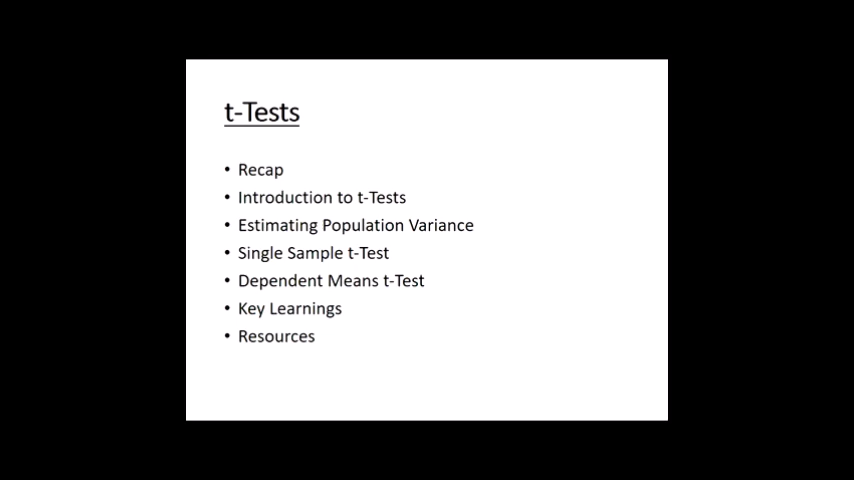 t-Tests
• Recap
• Introduction to t-Tests
• Estimating Population Variance
• Single Sample t-Test
• Dependent Means t-Test
• Key Learnings
• Resources